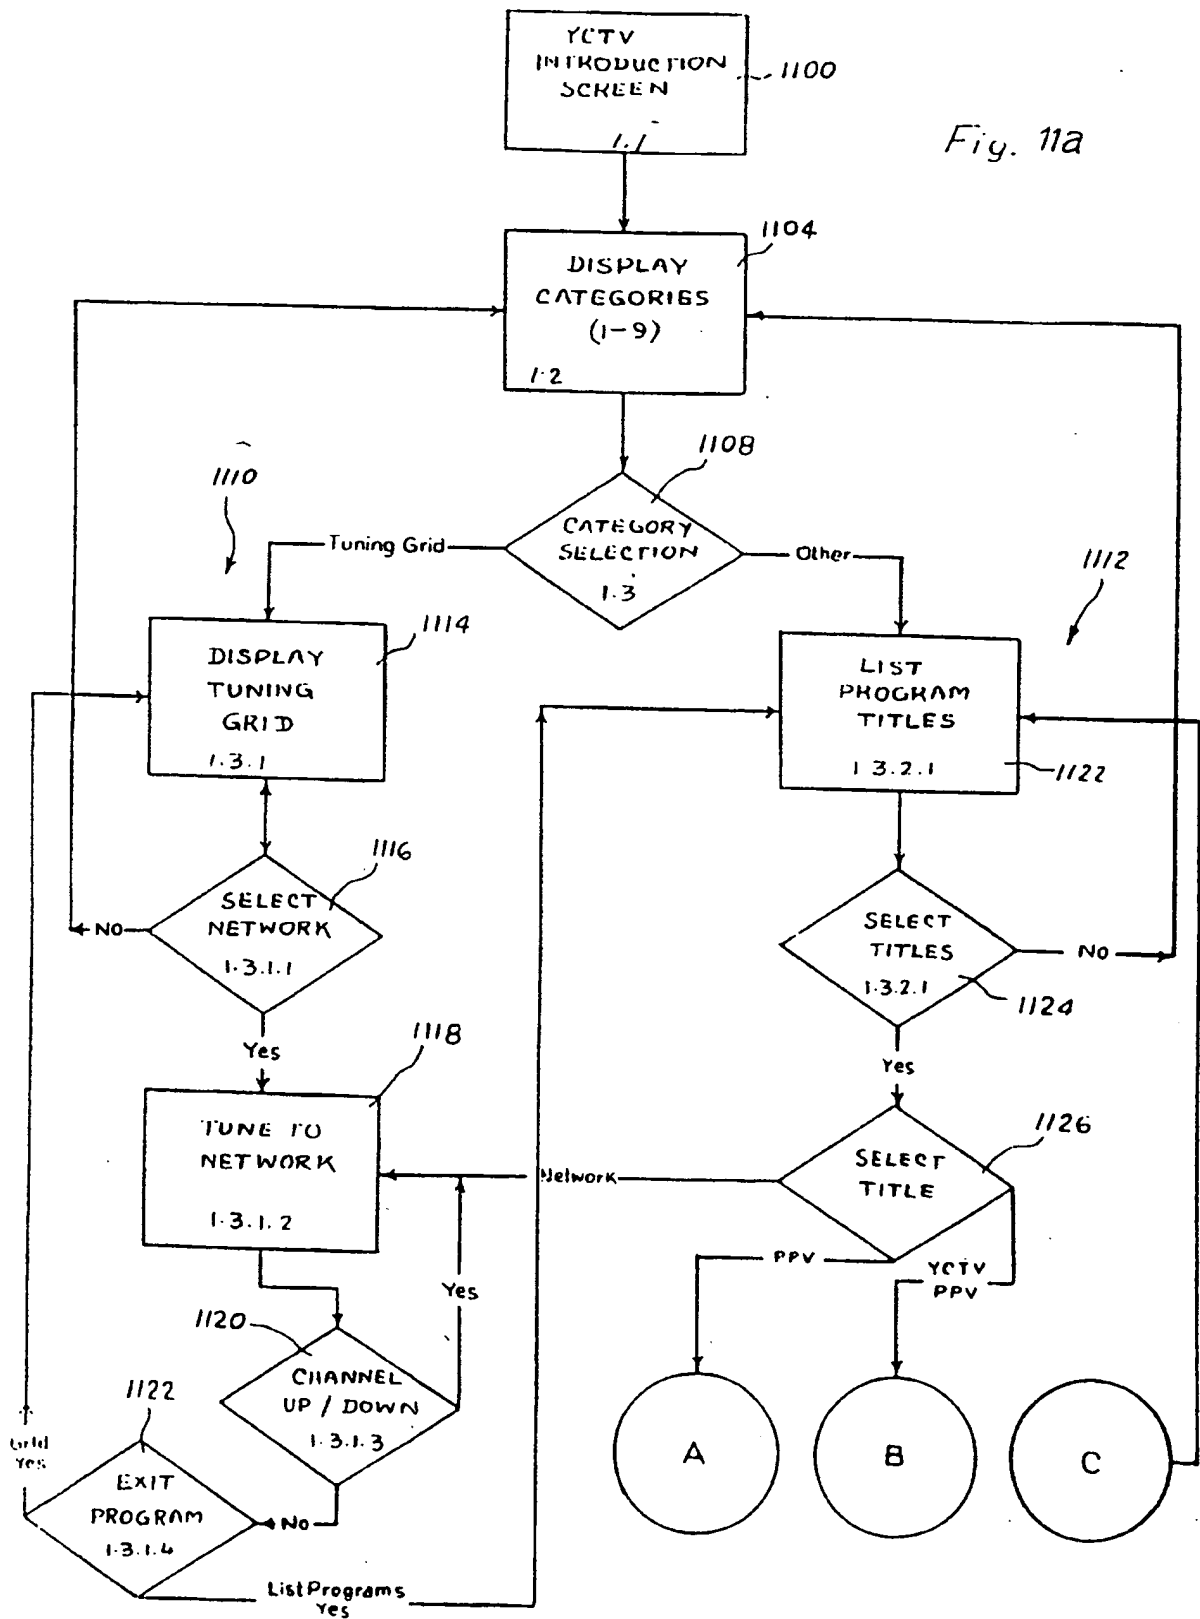 YCTV
INTRODUCTION
SCREEN
1.1
1100
Fig. 11a
1104
DISPLAY
CATEGORIES
(1-9)
1.2
1108
CATEGORY
SELECTION
1.3
Tuning Grid
Other
1110
1112
1114
DISPLAY
TUNING
GRID
1.3.1
LIST
PROGRAM
TITLES
1.3.2.1
1122
1116
SELECT
NETWORK
1.3.1.1
NO
SELECT
TITLES
1.3.2.1
NO
1124
Yes
Yes
1118
TUNE TO
NETWORK
1.3.1.2
1126
SELECT
TITLE
Network
PPV
YCTV
PPV
Yes
1120
CHANNEL
UP / DOWN
1.3.1.3
1122
Grid
Yes
EXIT
PROGRAM
1.3.1.4
No
List Programs
Yes
A
B
C